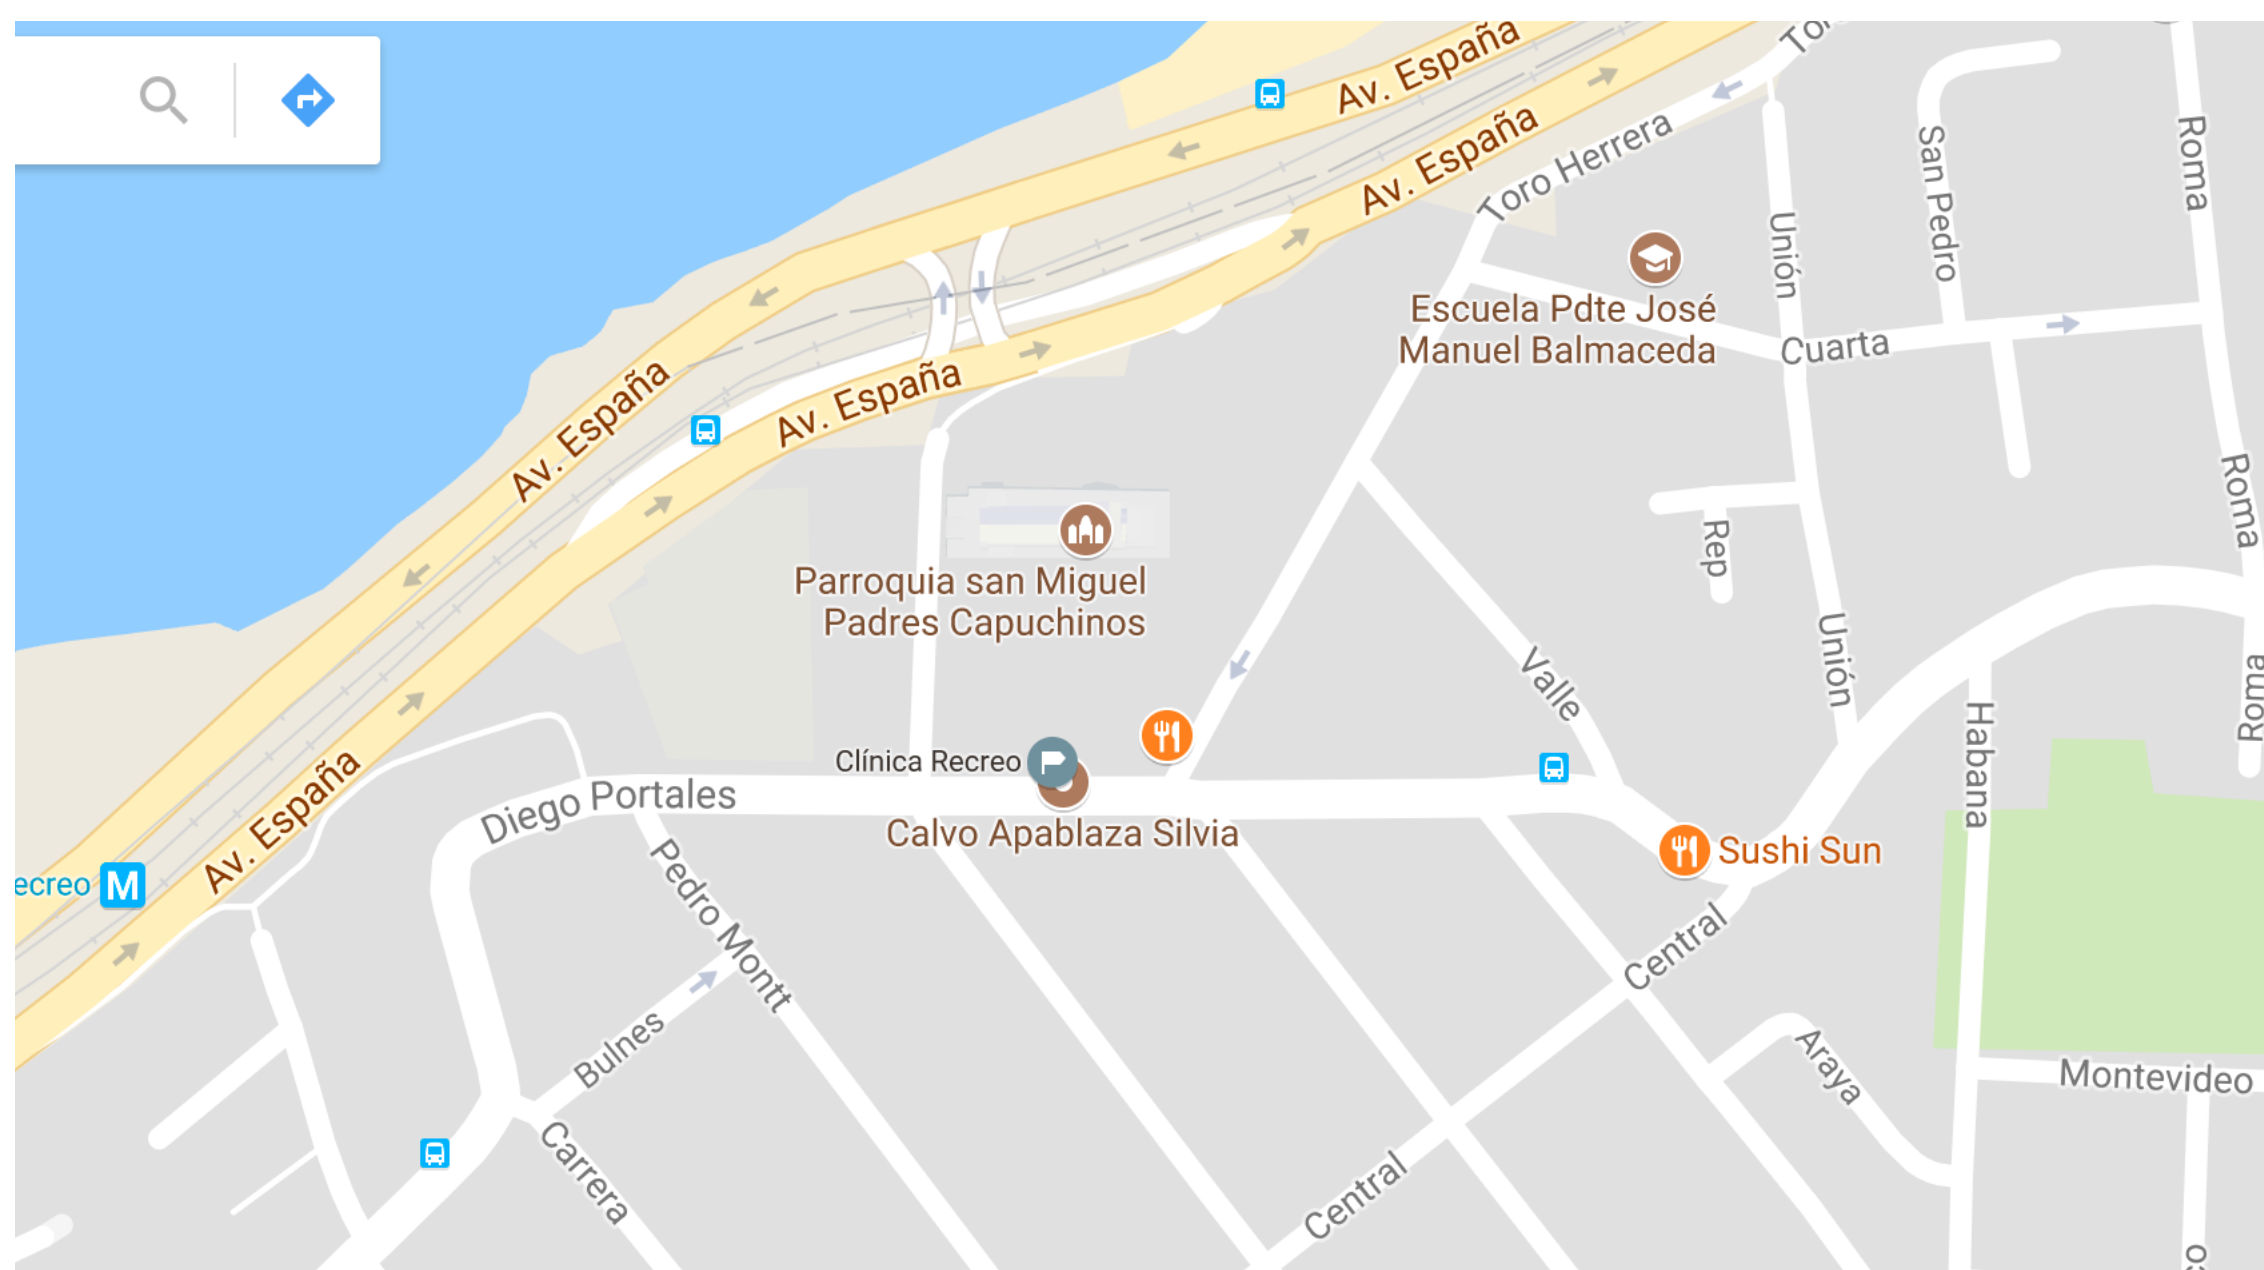 Av. España
Av. España
Toro Herrera
San Pedro
Roma
Unión
Escuela Pdte José
Manuel Balmaceda
Cuarta
Av. España
Av. España
Roma
Rep
Parroquia san Miguel
Padres Capuchinos
Valle
Unión
Roma
Habana
Clínica Recreo
Diego Portales
Calvo Apablaza Silvia
Sushi Sun
Av. España
ecreo M
Pedro Montt
Central
Bulnes
Araya
Montevideo
Carrera
Central